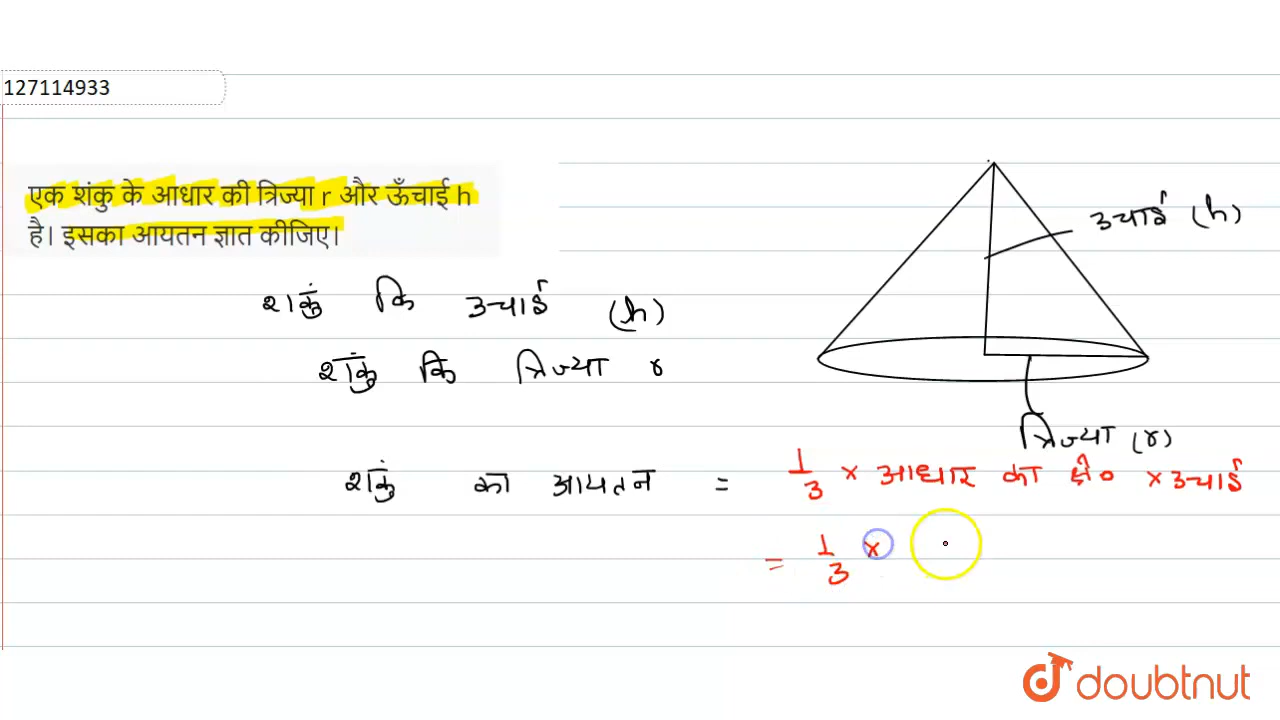 127114933
एक शंकु के आधार की त्रिज्या r और ऊँचाई h
है। इसका आयतन ज्ञात कीजिए।
उचाई (h)
शंकु कि उचाई (h)
शंकु कि त्रिज्या r
त्रिज्या (r)
शंकु का आयतन = 1/3 × आधार का क्षे० × उचाई
= 1/3 ×
doubtnut